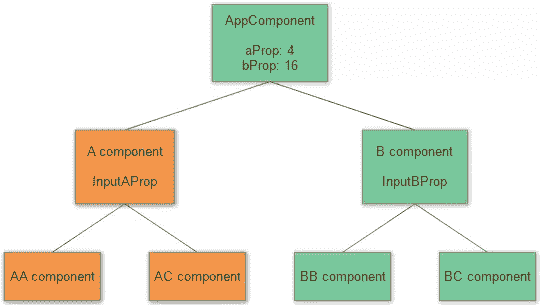 AppComponent
aProp: 4
bProp: 16
A component
InputAProp
B component
InputBProp
AA component
AC component
BB component
BC component